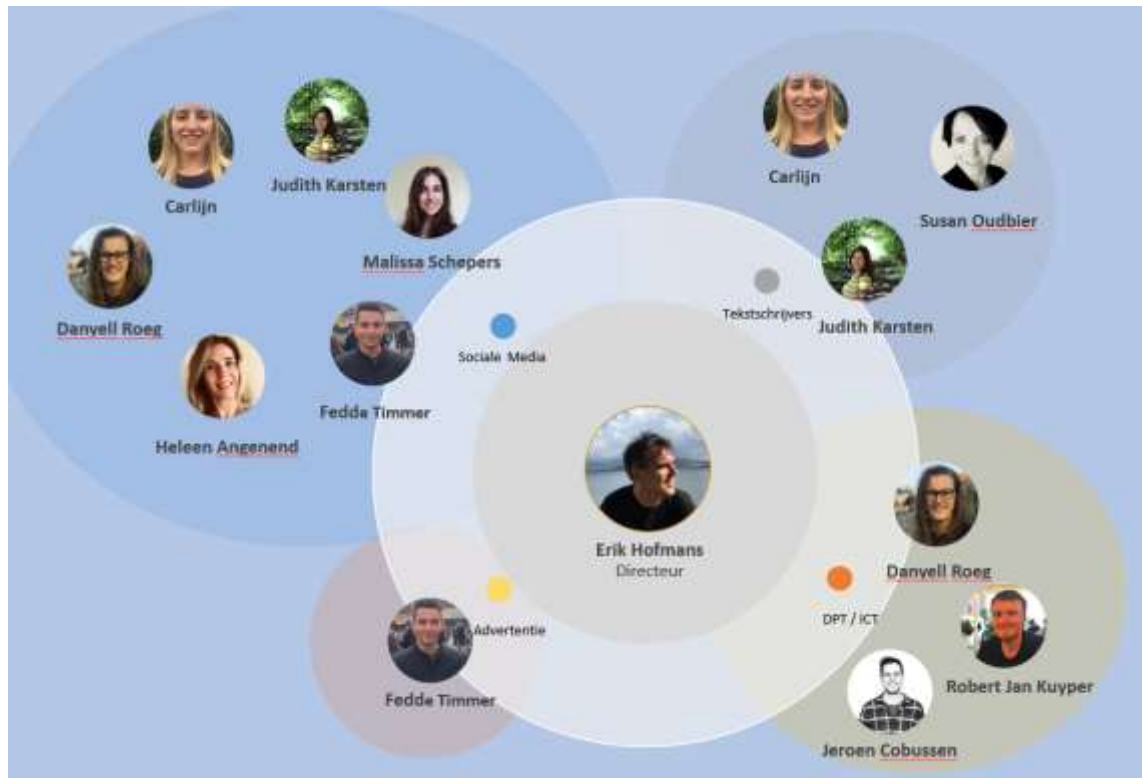 Carlijn
Judith Karsten
Malissa Schepers
Danyell Roeg
Heleen Angenend
Fedde Timmer
Sociale Media
Carlijn
Susan Oudbier
Tekstschrijvers
Judith Karsten
Erik Hofmans
Directeur
Advertentie
Fedde Timmer
DPT / ICT
Danyell Roeg
Robert Jan Kuyper
Jeroen Cobussen